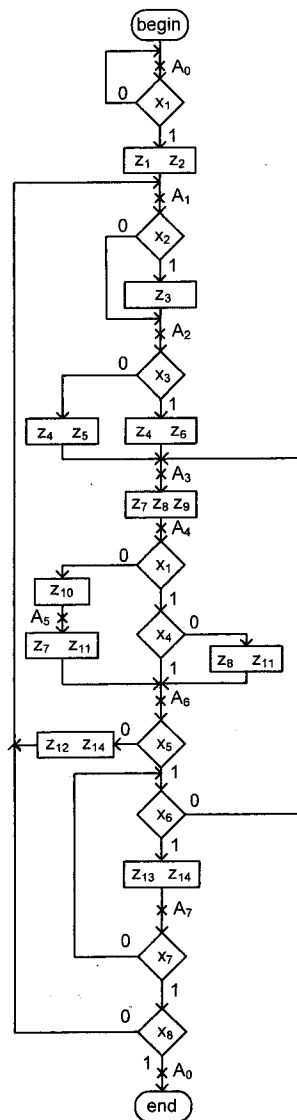 begin
A₀
0 x₁
1
z₁ z₂
A₁
0 x₂
1
z₃
A₂
0 x₃
1
z₄ z₅ z₄ z₆
A₃
z₇ z₈ z₉
A₄
0 x₁
z₁₀ 1
A₅ x₄ 0
z₇ z₁₁ 1 z₈ z₁₁
A₆
z₁₂ z₁₄ 0 x₅
1
x₆ 0
1
z₁₃ z₁₄
A₇
0 x₇
1
0 x₈
1 A₀
end